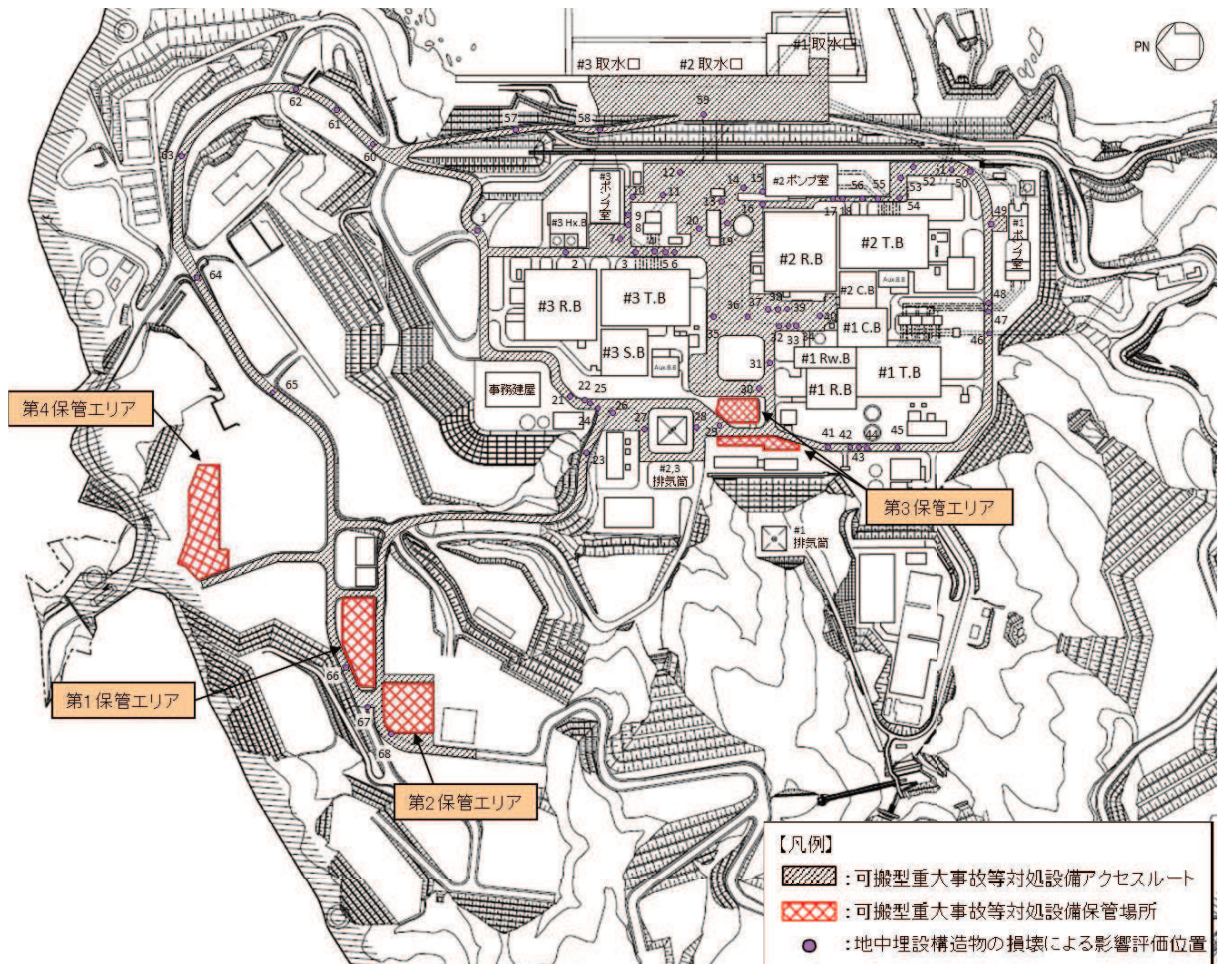 #1 取水口
#3 取水口
#2 取水口
PN
62
61
59
57
58
60
63
12
14
15
#2 ポンプ室
56
55
53
52
51
50
54
#3 ポンプ室
10
11
13
16
17
18
9
8
7
20
19
49
#1 ポンプ室
1
#3 Hx.B
2
3
5
6
#2 R.B
#2 T.B
64
#3 R.B
#3 T.B
#2 C.B
Aux.B.B
48
36
37
38
39
40
47
35
32
33
34
#1 C.B
46
#3 S.B
Aux.B.B
31
#1 Rw.B
#1 R.B
#1 T.B
65
事務建屋
22
25
21
24
26
30
第4保管エリア
27
28
29
41
42
44
45
43
23
#2,3
排気筒
第3保管エリア
#1
排気筒
66
第1保管エリア
67
68
第2保管エリア
【凡例】
:可搬型重大事故等対処設備アクセスルート
:可搬型重大事故等対処設備保管場所
:地中埋設構造物の損壊による影響評価位置